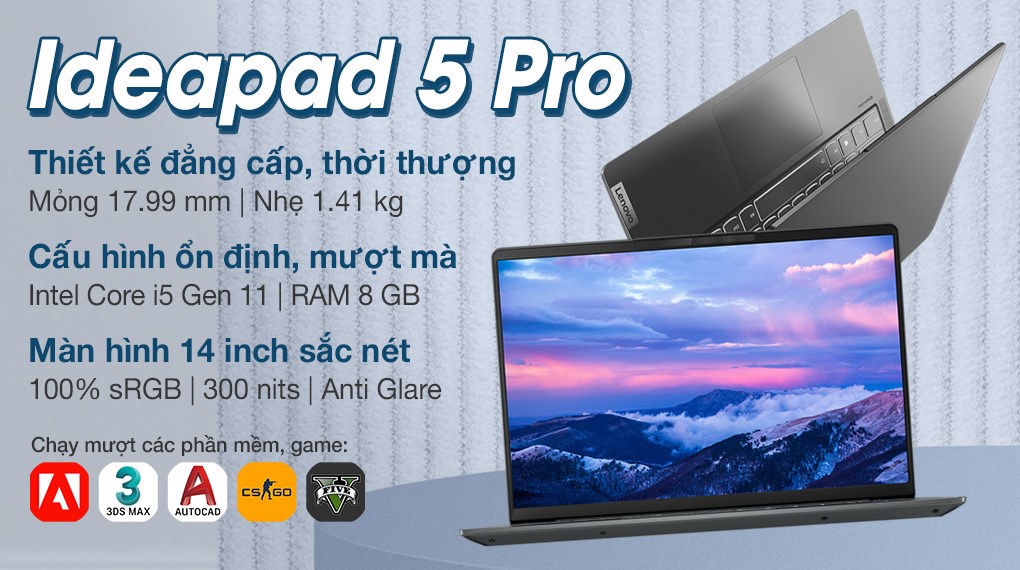 Ideapad 5 Pro
Thiết kế đẳng cấp, thời thượng
Mỏng 17.99 mm | Nhẹ 1.41 kg
Cấu hình ổn định, mượt mà
Intel Core i5 Gen 11 | RAM 8 GB
Màn hình 14 inch sắc nét
100% sRGB | 300 nits | Anti Glare
Chạy mượt các phần mềm, game:
3
3DS MAX
A
AUTOCAD
CS GO
V
FIVE
Lenovo